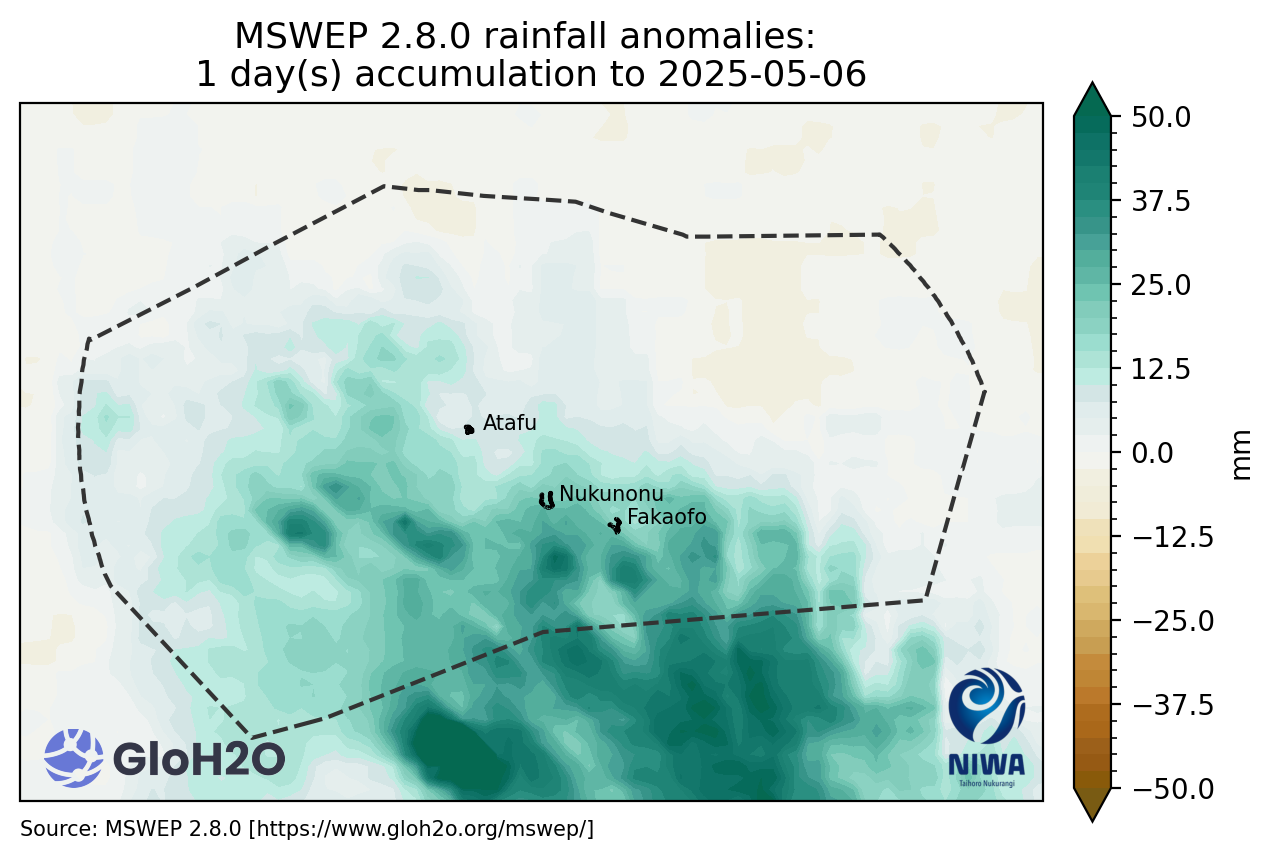 MSWEP 2.8.0 rainfall anomalies:
1 day(s) accumulation to 2025-05-06
50.0
37.5
25.0
12.5
0.0
−12.5
−25.0
−37.5
−50.0
mm
Atafu
Nukunonu
Fakaofo
GloH2O
NIWA
Taihoro Nukurangi
Source: MSWEP 2.8.0 [https://www.gloh2o.org/mswep/]